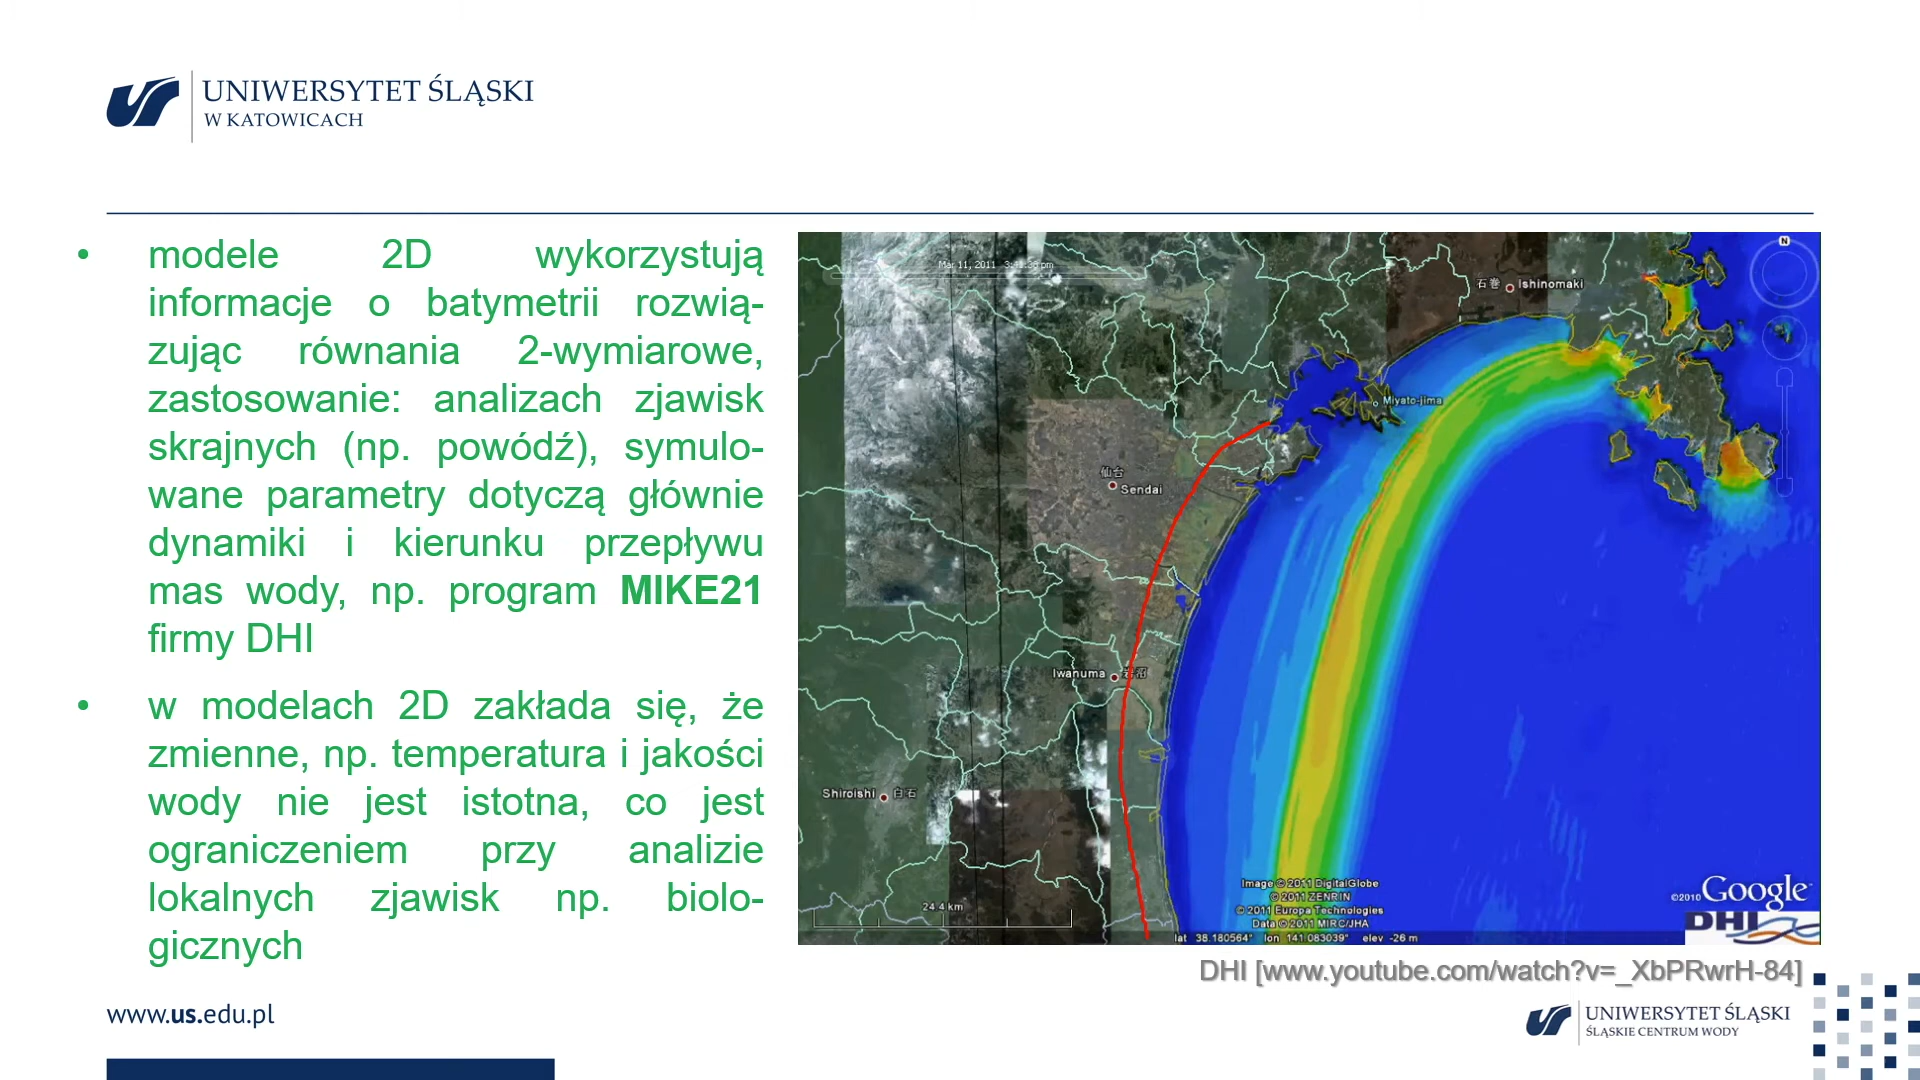 UNIWERSYTET ŚLĄSKI
W KATOWICACH
• modele 2D wykorzystują
informacje o batymetrii rozwią-
zując równania 2-wymiarowe,
zastosowanie: analizach zjawisk
skrajnych (np. powódź), symulo-
wane parametry dotyczą głównie
dynamiki i kierunku przepływu
mas wody, np. program MIKE21
firmy DHI
• w modelach 2D zakłada się, że
zmienne, np. temperatura i jakości
wody nie jest istotna, co jest
ograniczeniem przy analizie
lokalnych zjawisk np. biolo-
gicznych
N
石巻 Ishinomaki
Miyato-jima
仙台
Sendai
Iwanuma 岩沼
Shiroishi 白石
24.4 km
Image © 2011 DigitalGlobe
© 2011 ZENRIN
© 2011 Europa Technologies
Data © 2011 MIRC/JHA
lat 38.180564° lon 141.083039° elev -26 m
©2010 Google
DHI
DHI [www.youtube.com/watch?v=_XbPRwrH-84]
www.us.edu.pl
UNIWERSYTET ŚLĄSKI
ŚLĄSKIE CENTRUM WODY